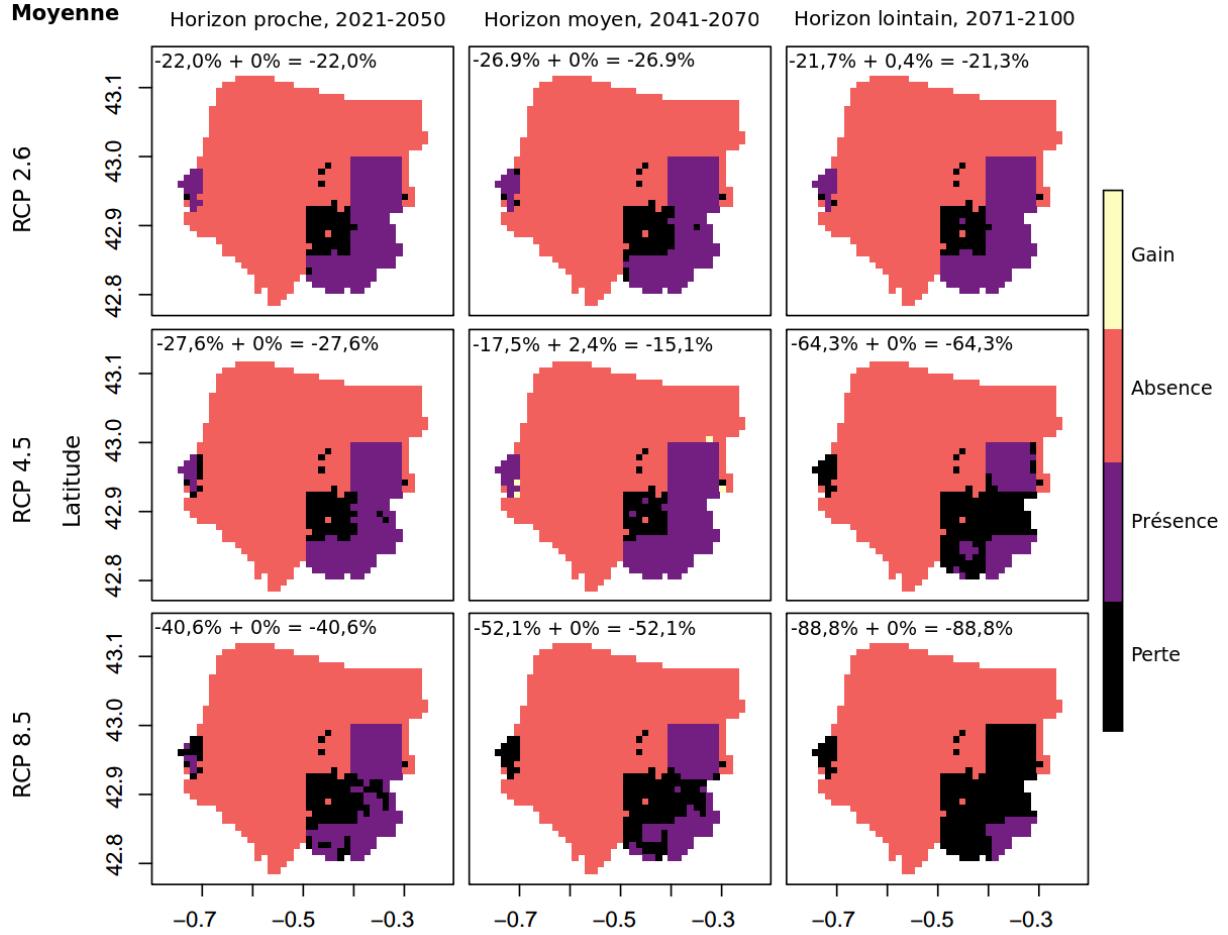 Moyenne
Horizon proche, 2021-2050
Horizon moyen, 2041-2070
Horizon lointain, 2071-2100
RCP 2.6
-22,0% + 0% = -22,0%
-26.9% + 0% = -26.9%
-21,7% + 0,4% = -21,3%
43.1
43.0
42.9
42.8
RCP 4.5
Latitude
-27,6% + 0% = -27,6%
-17,5% + 2,4% = -15,1%
-64,3% + 0% = -64,3%
43.1
43.0
42.9
42.8
RCP 8.5
-40,6% + 0% = -40,6%
-52,1% + 0% = -52,1%
-88,8% + 0% = -88,8%
43.1
43.0
42.9
42.8
−0.7 −0.5 −0.3
−0.7 −0.5 −0.3
−0.7 −0.5 −0.3
Gain
Absence
Présence
Perte